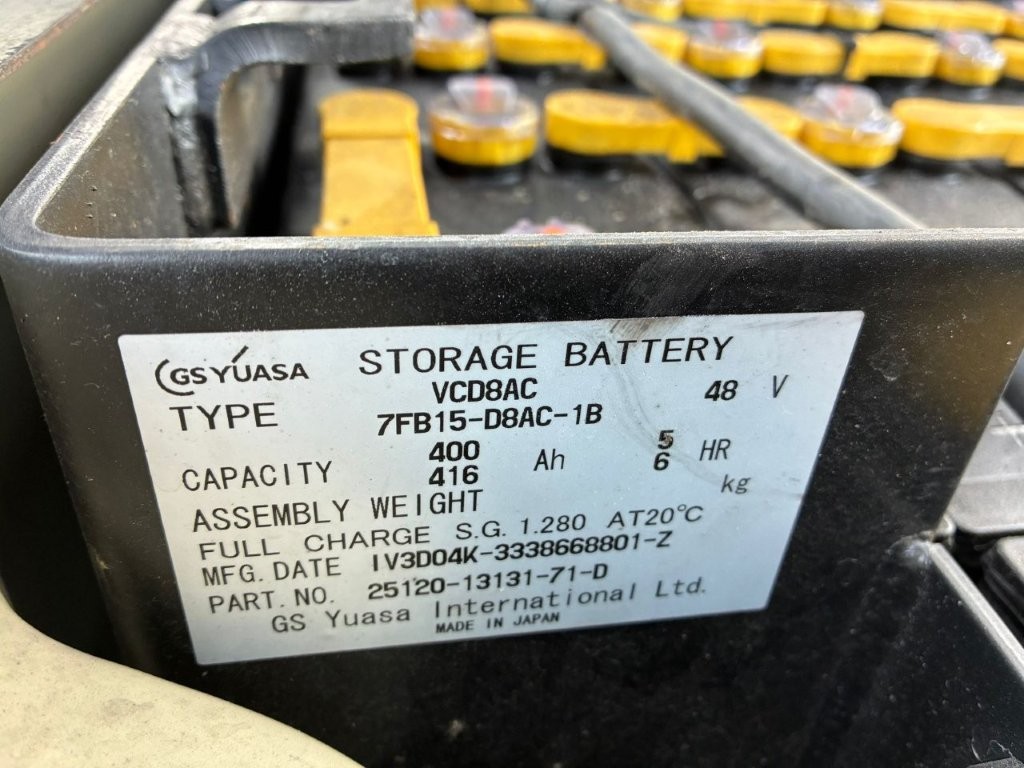 GS YUASA STORAGE BATTERY
VCD8AC 48 V
TYPE 7FB15-D8AC-1B
400 5
CAPACITY 416 Ah 6 HR
ASSEMBLY WEIGHT kg
FULL CHARGE S.G. 1.280 AT20℃
MFG. DATE IV3D04K-3338668801-Z
PART. NO. 25120-13131-71-D
GS Yuasa International Ltd.
MADE IN JAPAN